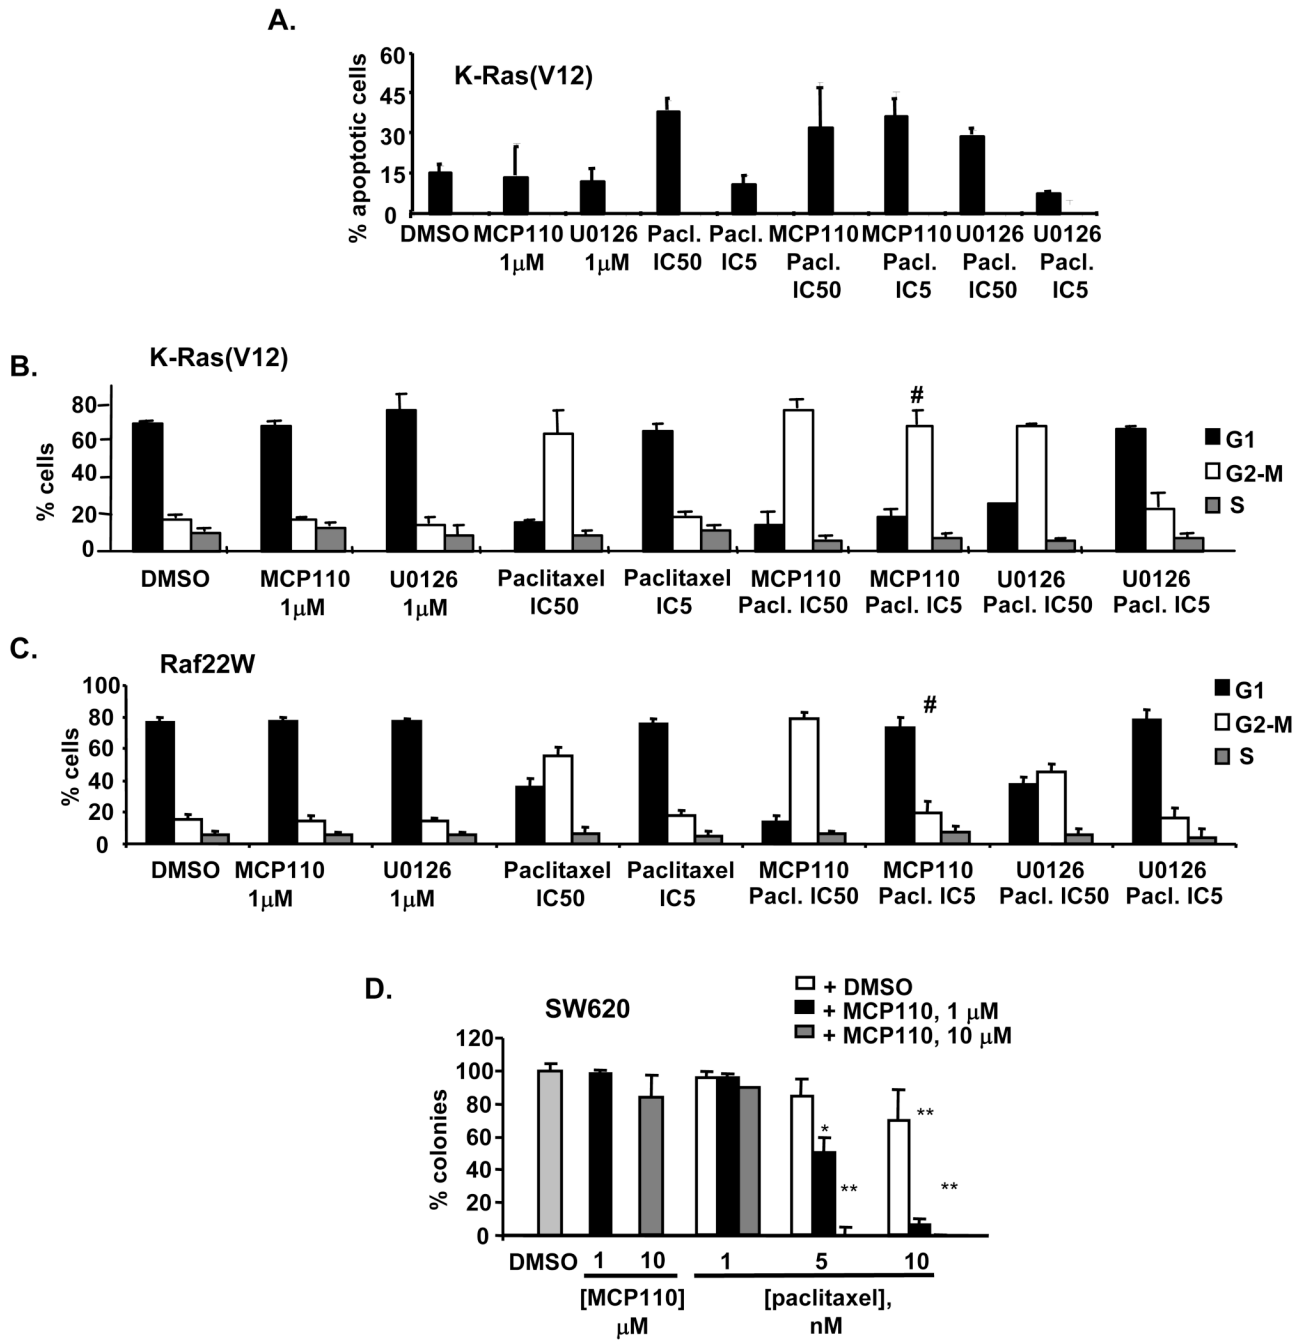 A.
K-Ras(V12)
% apoptotic cells
60
45
30
15
0
DMSO MCP110 U0126 Pacl. Pacl. MCP110 MCP110 U0126 U0126
1μM 1μM IC50 IC5 Pacl. Pacl. Pacl. Pacl.
IC50 IC5 IC50 IC5
B.
K-Ras(V12)
% cells
80
60
40
20
0
#
G1
G2-M
S
DMSO MCP110 U0126 Paclitaxel Paclitaxel MCP110 MCP110 U0126 U0126
1μM 1μM IC50 IC5 Pacl. IC50 Pacl. IC5 Pacl. IC50 Pacl. IC5
C.
Raf22W
% cells
100
80
60
40
20
0
#
G1
G2-M
S
DMSO MCP110 U0126 Paclitaxel Paclitaxel MCP110 MCP110 U0126 U0126
1μM 1μM IC50 IC5 Pacl. IC50 Pacl. IC5 Pacl. IC50 Pacl. IC5
D.
SW620
+ DMSO
+ MCP110, 1 μM
+ MCP110, 10 μM
% colonies
120
100
80
60
40
20
0
*
**
**
**
DMSO 1 10 1 5 10
[MCP110] [paclitaxel],
μM nM